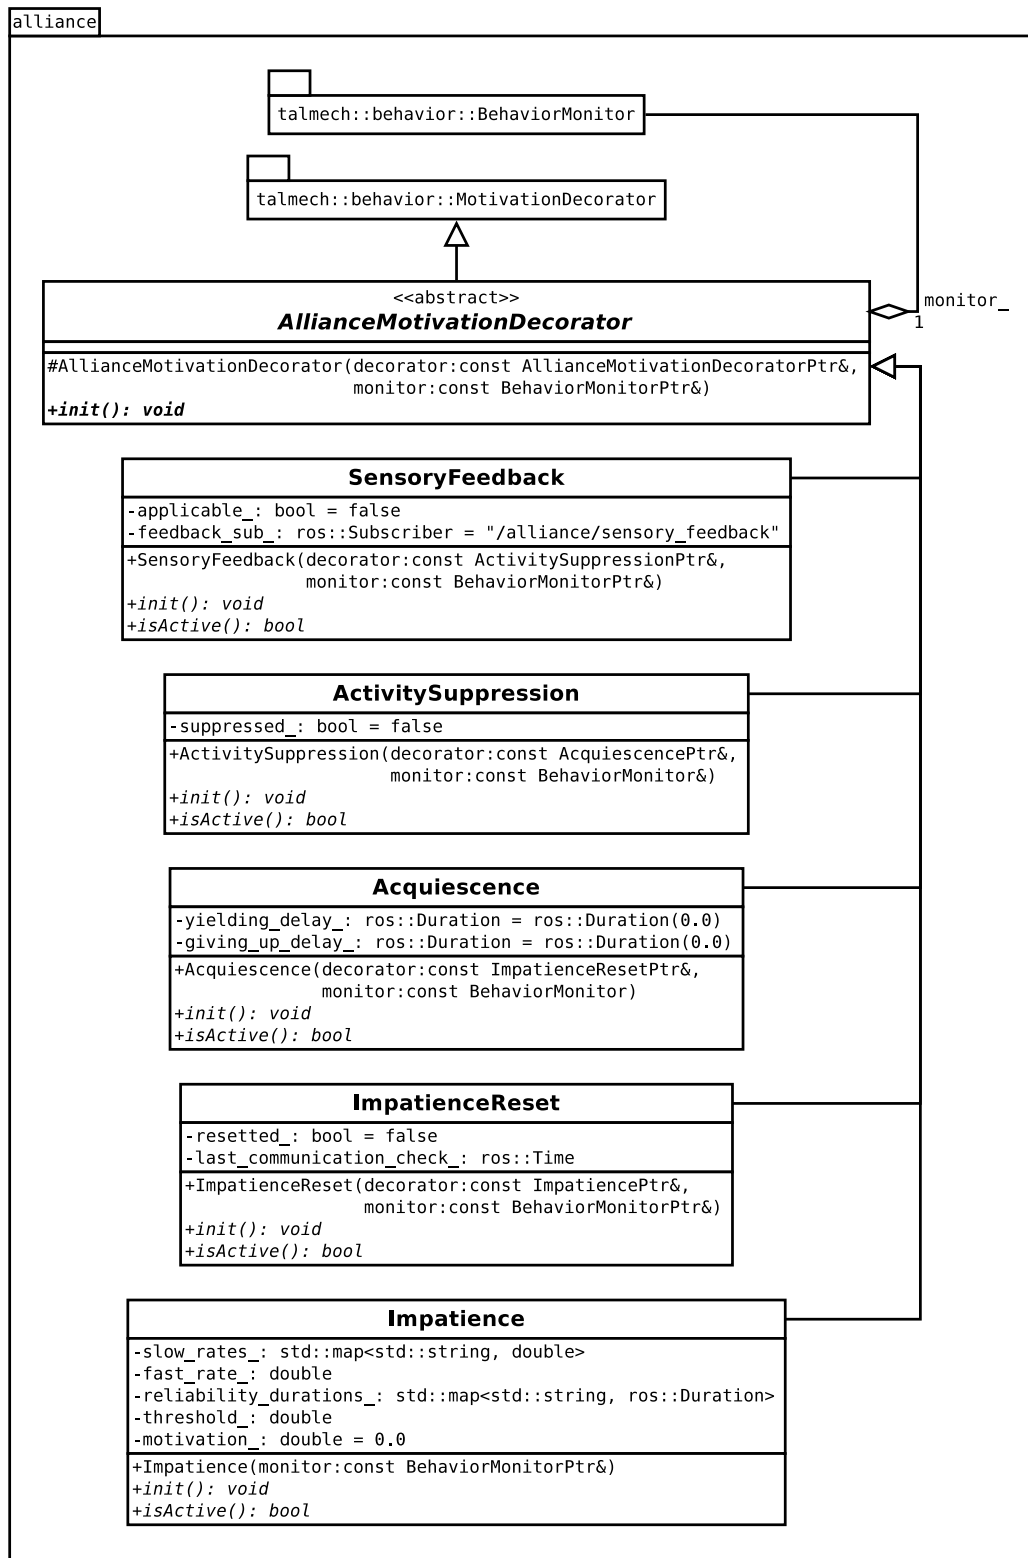 alliance
talmech::behavior::BehaviorMonitor
talmech::behavior::MotivationDecorator
<<abstract>>
AllianceMotivationDecorator
monitor_
1
#AllianceMotivationDecorator(decorator:const AllianceMotivationDecoratorPtr&,
monitor:const BehaviorMonitorPtr&)
+init(): void
SensoryFeedback
-applicable_: bool = false
-feedback_sub_: ros::Subscriber = "/alliance/sensory_feedback"
+SensoryFeedback(decorator:const ActivitySuppressionPtr&,
monitor:const BehaviorMonitorPtr&)
+init(): void
+isActive(): bool
ActivitySuppression
-suppressed_: bool = false
+ActivitySuppression(decorator:const AcquiescencePtr&,
monitor:const BehaviorMonitor&)
+init(): void
+isActive(): bool
Acquiescence
-yielding_delay_: ros::Duration = ros::Duration(0.0)
-giving_up_delay_: ros::Duration = ros::Duration(0.0)
+Acquiescence(decorator:const ImpatienceResetPtr&,
monitor:const BehaviorMonitor)
+init(): void
+isActive(): bool
ImpatienceReset
-resetted_: bool = false
-last_communication_check_: ros::Time
+ImpatienceReset(decorator:const ImpatiencePtr&,
monitor:const BehaviorMonitorPtr&)
+init(): void
+isActive(): bool
Impatience
-slow_rates_: std::map<std::string, double>
-fast_rate_: double
-reliability_durations_: std::map<std::string, ros::Duration>
-threshold_: double
-motivation_: double = 0.0
+Impatience(monitor:const BehaviorMonitorPtr&)
+init(): void
+isActive(): bool